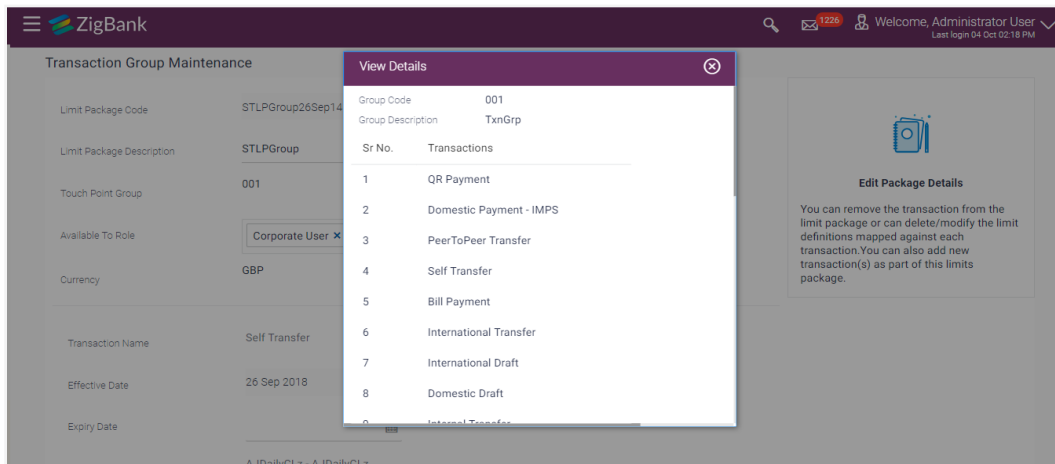 ZigBank
1226
Welcome, Administrator User
Last login 04 Oct 02:18 PM
Transaction Group Maintenance
Limit Package Code STLPGroup26Sep14
Limit Package Description STLPGroup
Touch Point Group 001
Available To Role Corporate User ×
Currency GBP
Transaction Name Self Transfer
Effective Date 26 Sep 2018
Expiry Date
View Details
Group Code 001
Group Description TxnGrp
Sr No. Transactions
1 QR Payment
2 Domestic Payment - IMPS
3 PeerToPeer Transfer
4 Self Transfer
5 Bill Payment
6 International Transfer
7 International Draft
8 Domestic Draft
9 Internal Transfer
Edit Package Details
You can remove the transaction from the
limit package or can delete/modify the limit
definitions mapped against each
transaction.You can also add new
transaction(s) as part of this limits
package.